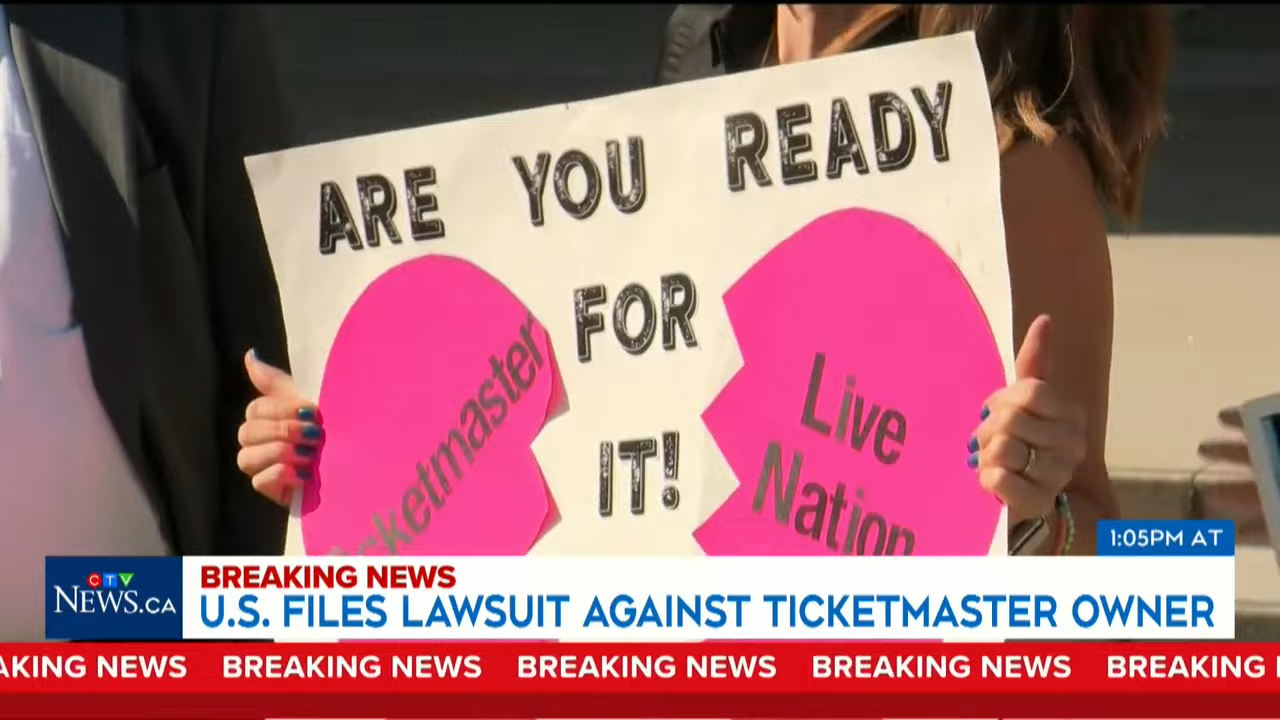 ARE YOU READY
FOR
IT!
Ticketmaster
Live
Nation
1:05PM AT
CTV
NEWS.CA
BREAKING NEWS
U.S. FILES LAWSUIT AGAINST TICKETMASTER OWNER
AKING NEWS BREAKING NEWS BREAKING NEWS BREAKING NEWS BREAKING